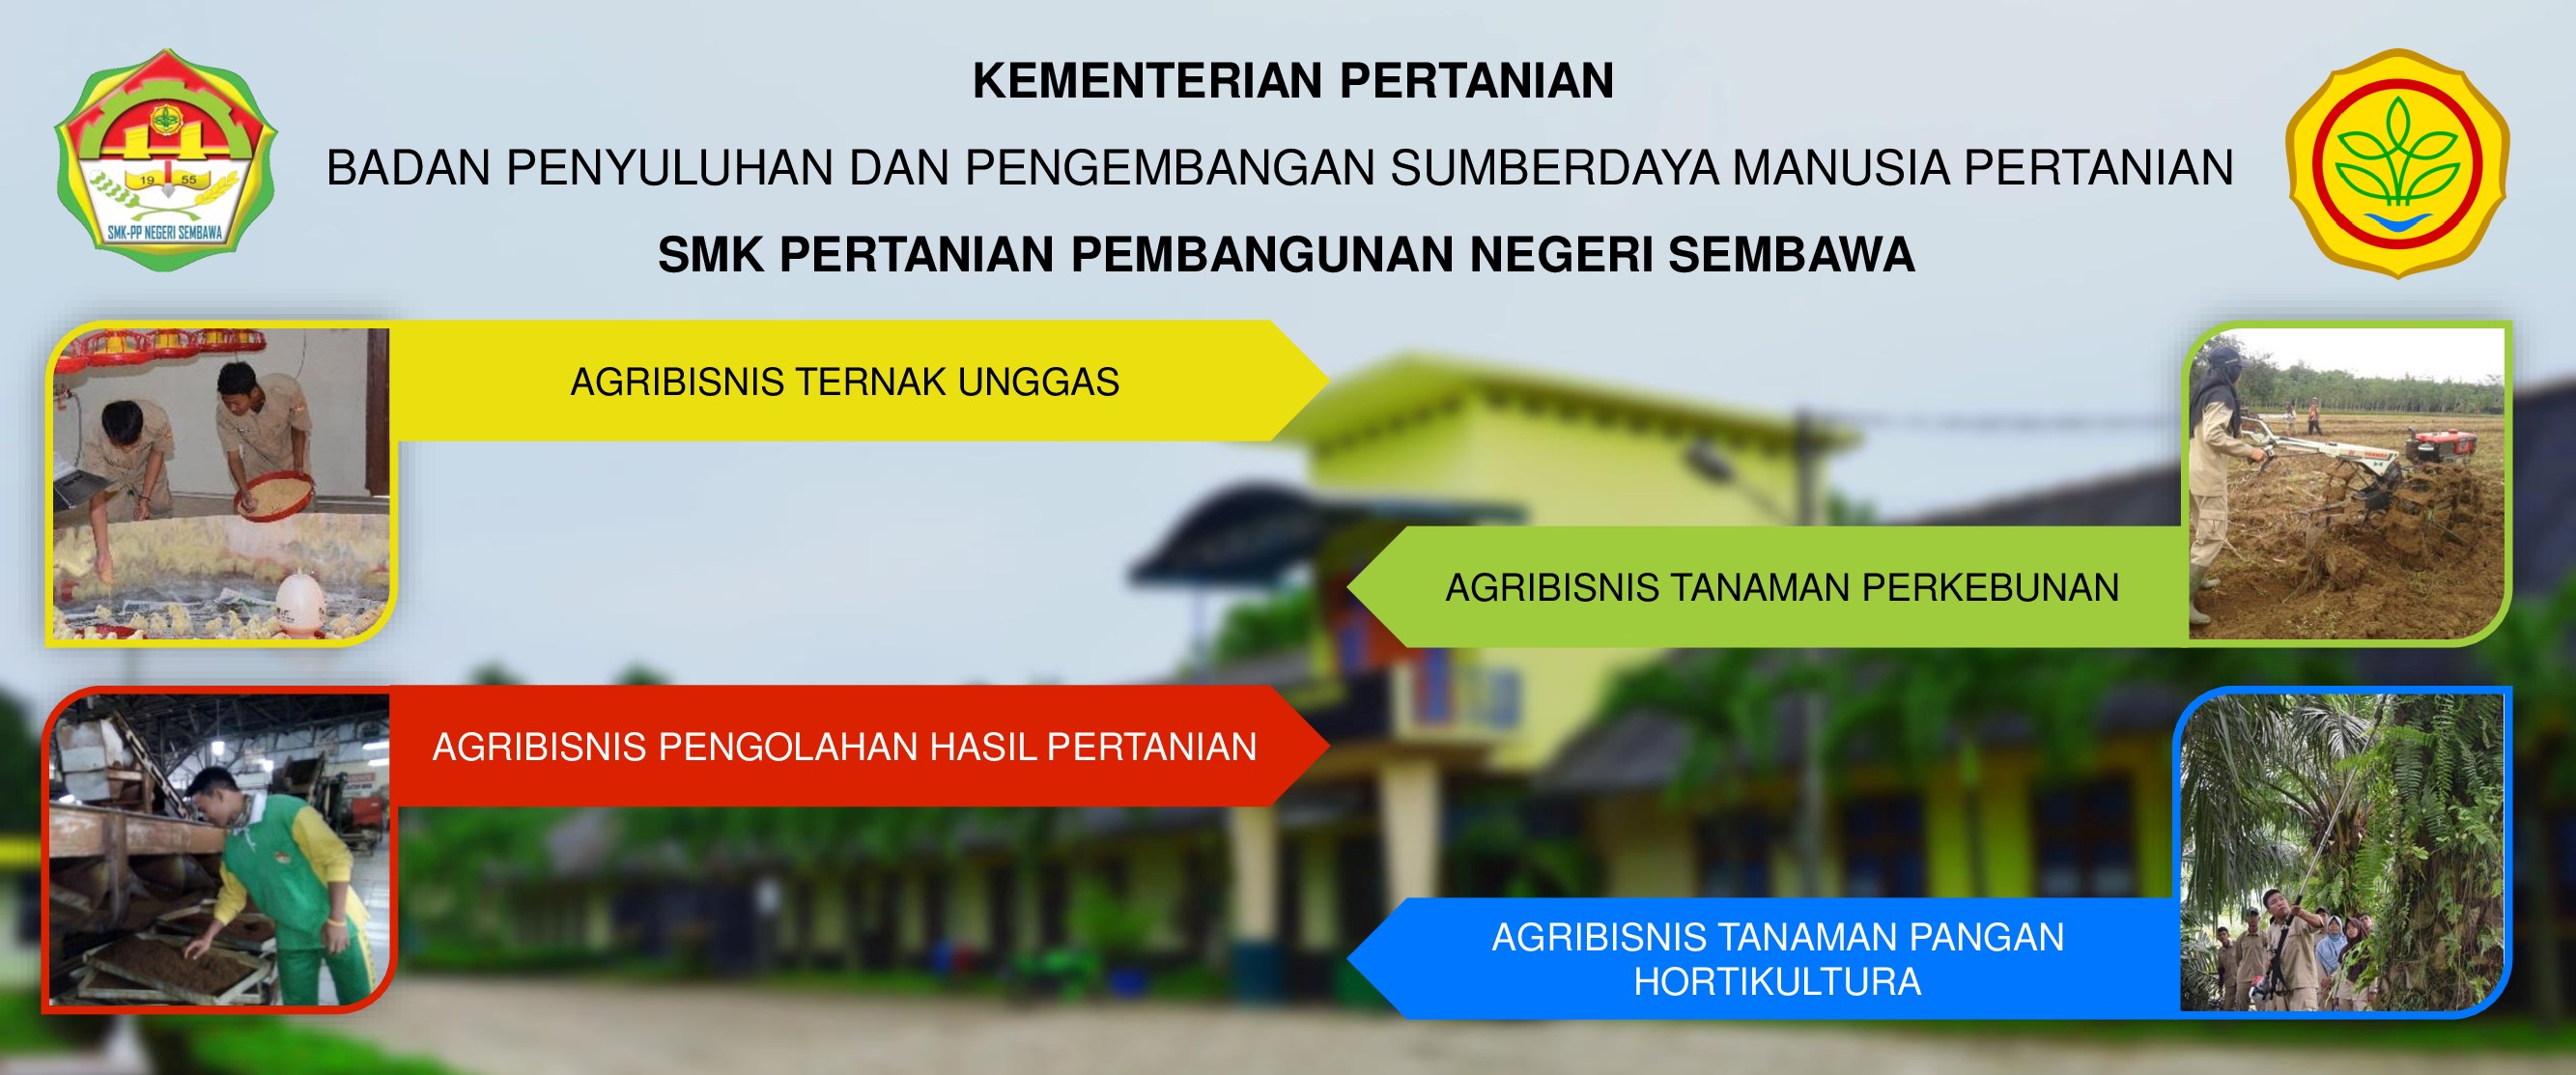 KEMENTERIAN PERTANIAN
BADAN PENYULUHAN DAN PENGEMBANGAN SUMBERDAYA MANUSIA PERTANIAN
SMK PERTANIAN PEMBANGUNAN NEGERI SEMBAWA
19 55
SMK-PP NEGERI SEMBAWA
AGRIBISNIS TERNAK UNGGAS
AGRIBISNIS TANAMAN PERKEBUNAN
AGRIBISNIS PENGOLAHAN HASIL PERTANIAN
AGRIBISNIS TANAMAN PANGAN
HORTIKULTURA